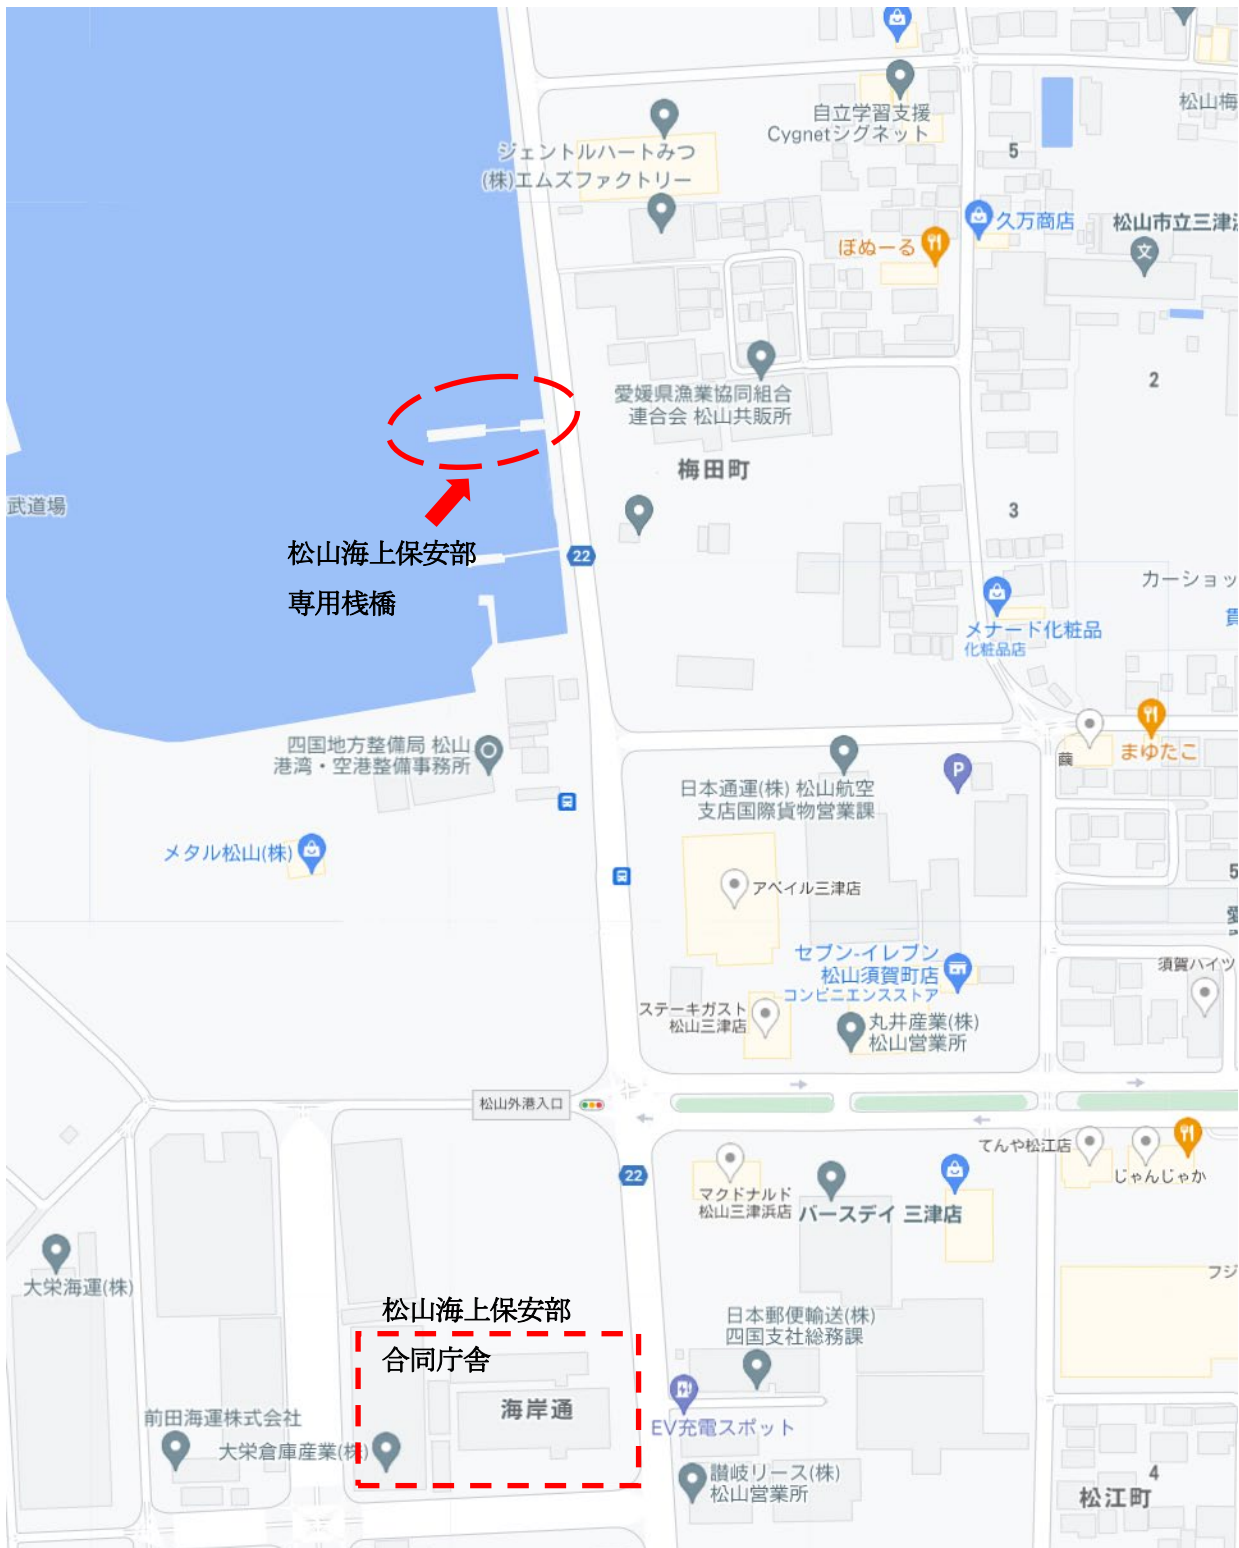 自立学習支援
Cygnetシグネット
松山梅
ジェントルハートみつ
(株)エムズファクトリー
5
久万商店
松山市立三津浜
ぼぬーる
文
2
愛媛県漁業協同組合
連合会 松山共販所
梅田町
武道場
3
松山海上保安部
専用桟橋
22
カーショッ
メナード化粧品
化粧品店
貫
四国地方整備局 松山
港湾・空港整備事務所
日本通運(株) 松山航空
支店国際貨物営業課
P
繭
まゆたこ
メタル松山(株)
アペイル三津店
5
愛
セブン-イレブン
松山須賀町店
コンビニエンスストア
須賀ハイツ
ステーキガスト
松山三津店
丸井産業(株)
松山営業所
松山外港入口
てんや松江店
じゃんじゃか
22
マクドナルド
松山三津浜店
バースデイ 三津店
大栄海運(株)
フジ
松山海上保安部
合同庁舎
日本郵便輸送(株)
四国支社総務課
海岸通
前田海運株式会社
大栄倉庫産業(株)
EV充電スポット
讃岐リース(株)
松山営業所
4
松江町